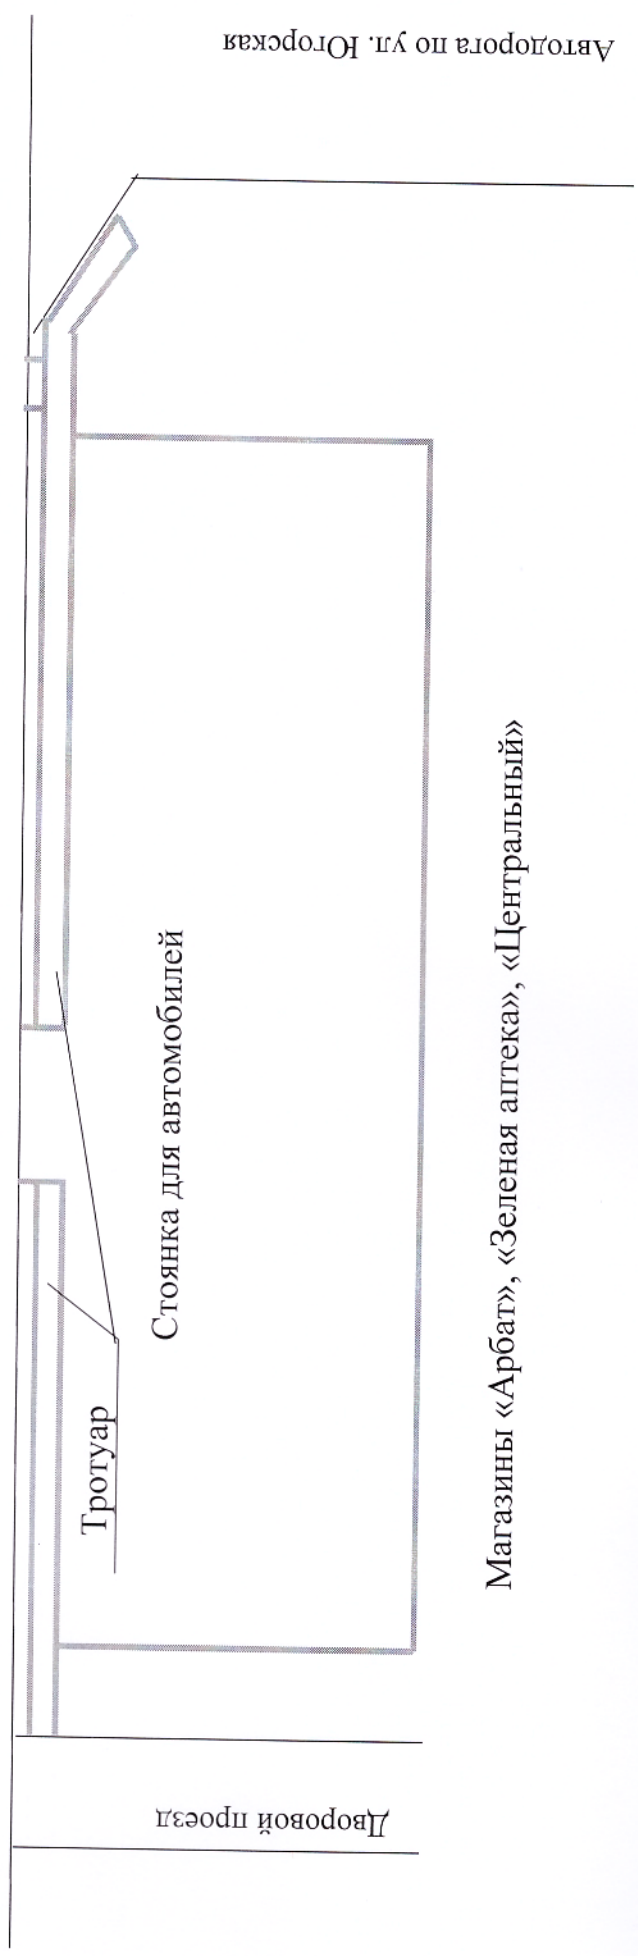 Автодорога по ул. Югорская
Тротуар
Стоянка для автомобилей
Магазины «Арбат», «Зеленая аптека», «Центральный»
Дворовой проезд